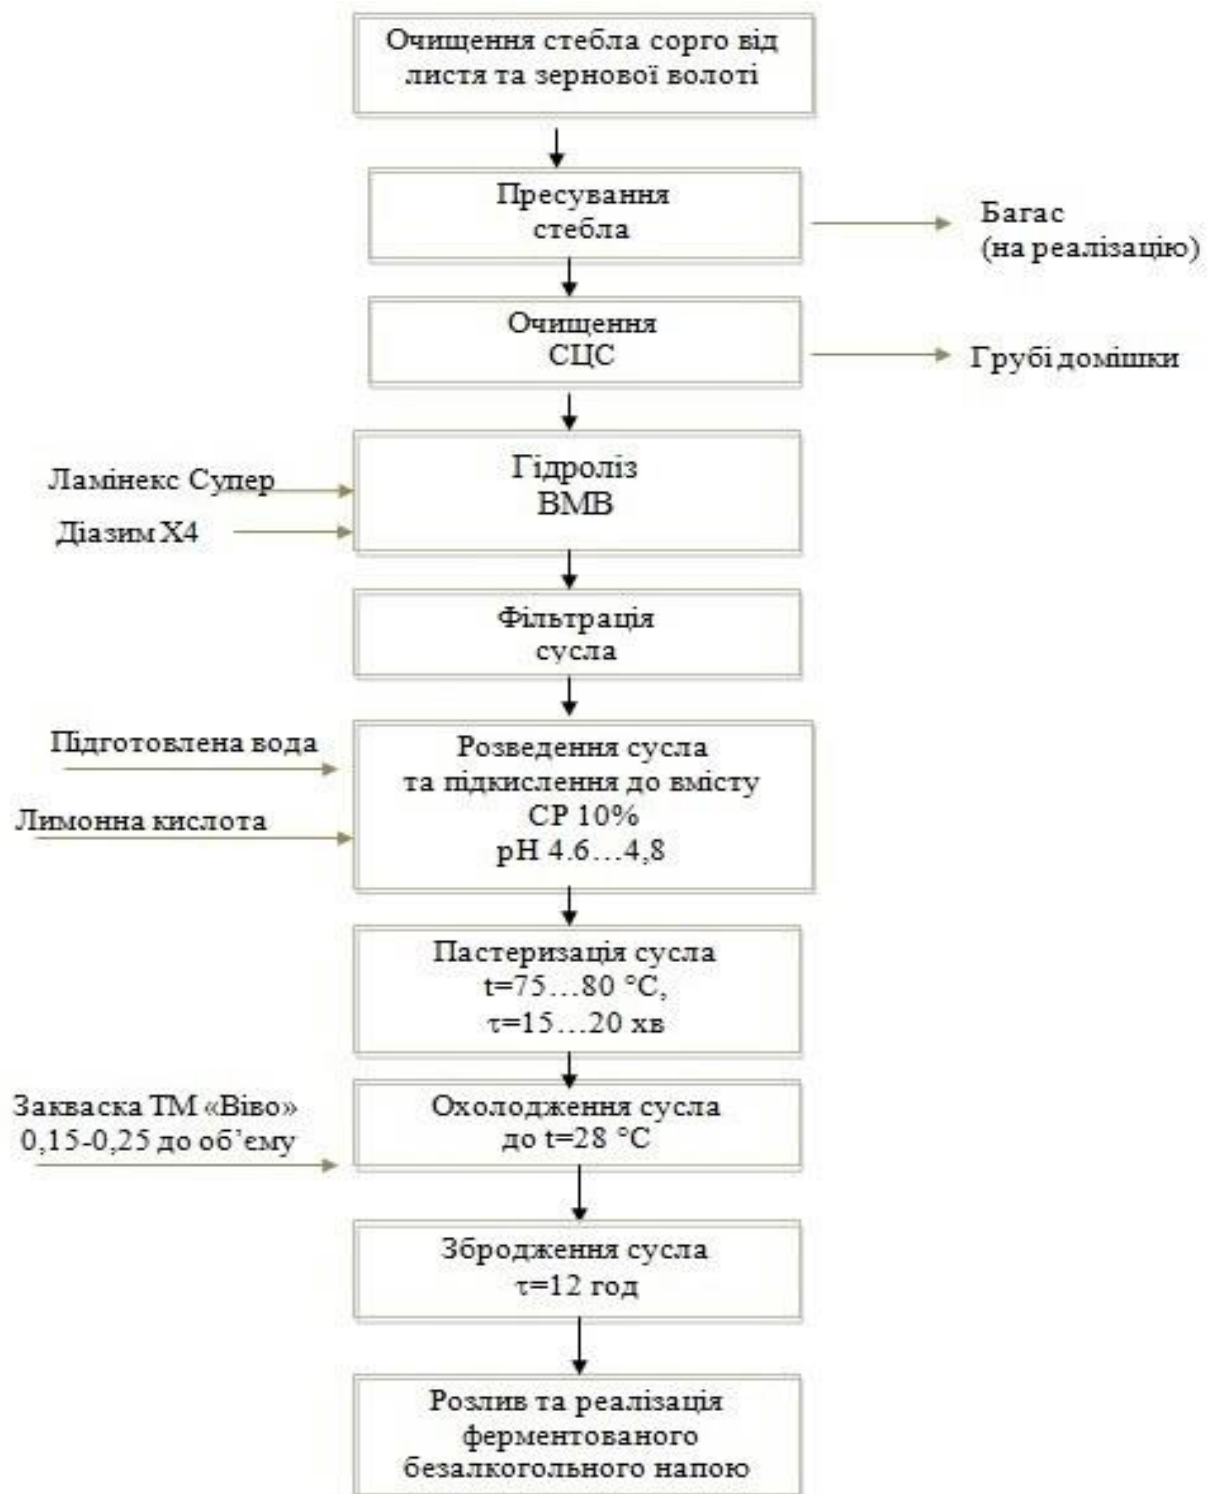 Очищення стебла сорго від
листя та зернової волоті
Пресування
стебла
Багас
(на реалізацію)
Очищення
СЦС
Грубі домішки
Ламінекс Супер
Діазим Х4
Гідроліз
ВМВ
Фільтрація
сусла
Підготовлена вода
Лимонна кислота
Розведення сусла
та підкислення до вмісту
СР 10%
рН 4.6...4,8
Пастеризація сусла
t=75...80 °C,
τ=15...20 хв
Закваска ТМ «Віво»
0,15-0,25 до об’єму
Охолодження сусла
до t=28 °C
Збродження сусла
τ=12 год
Розлив та реалізація
ферментованого
безалкогольного напою